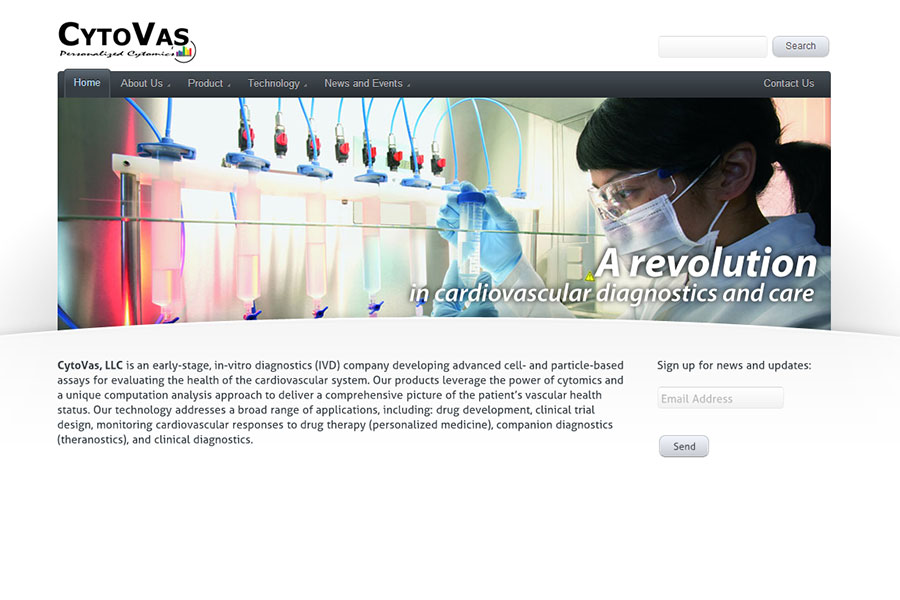 CYTOVAS
Personalized Cytomics
Search
Home
About Us
Product
Technology
News and Events
Contact Us
A revolution
in cardiovascular diagnostics and care
CytoVas, LLC is an early-stage, in-vitro diagnostics (IVD) company developing advanced cell- and particle-based
assays for evaluating the health of the cardiovascular system. Our products leverage the power of cytomics and
a unique computation analysis approach to deliver a comprehensive picture of the patient's vascular health
status. Our technology addresses a broad range of applications, including: drug development, clinical trial
design, monitoring cardiovascular responses to drug therapy (personalized medicine), companion diagnostics
(theranostics), and clinical diagnostics.
Sign up for news and updates:
Email Address
Send